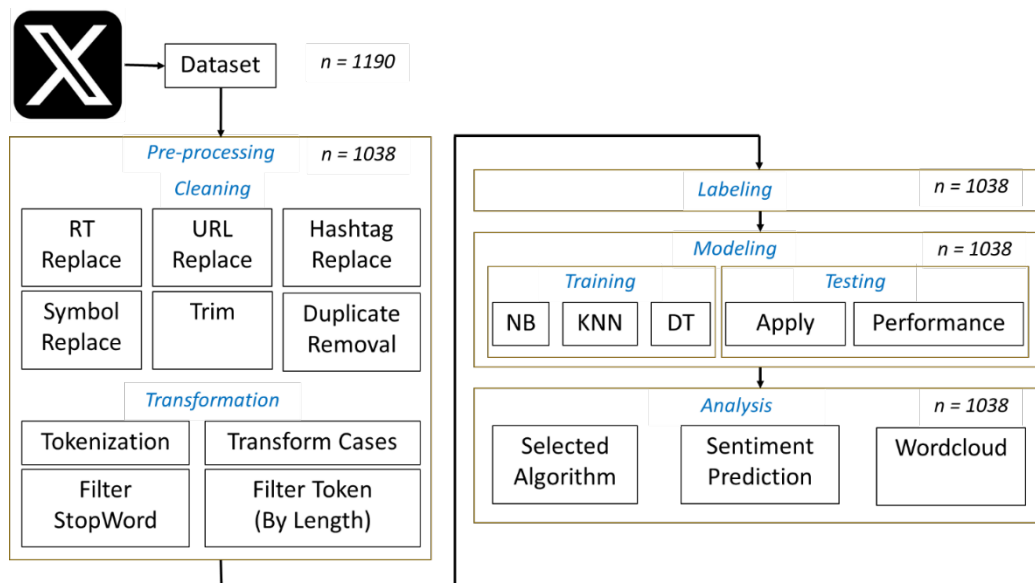 Dataset
n = 1190
Pre-processing
n = 1038
Cleaning
RT
Replace
URL
Replace
Hashtag
Replace
Symbol
Replace
Trim
Duplicate
Removal
Transformation
Tokenization
Transform Cases
Filter
StopWord
Filter Token
(By Length)
Labeling
n = 1038
Modeling
n = 1038
Training
NB
KNN
DT
Testing
Apply
Performance
Analysis
n = 1038
Selected
Algorithm
Sentiment
Prediction
Wordcloud